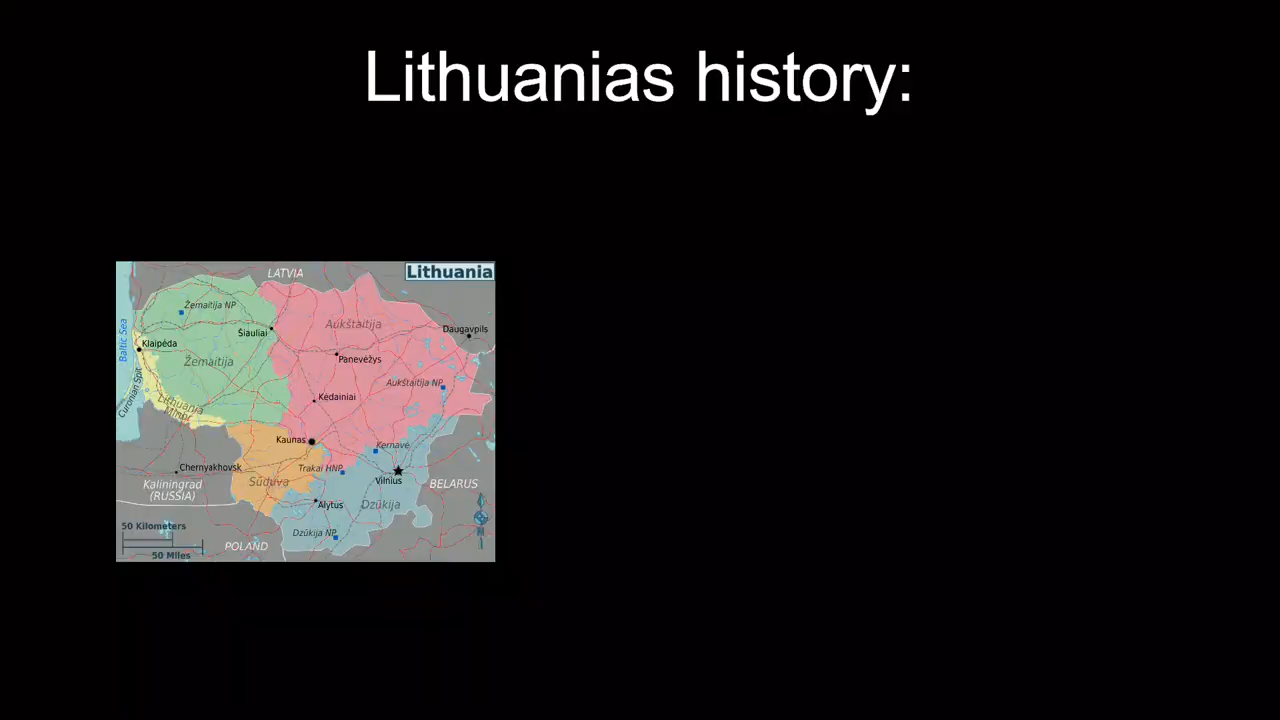 Lithuanias history:
LATVIA
Lithuania
Žemaitija NP
Baltic Sea
Klaipėda
Šiauliai
Aukštaitija
Daugavpils
Žemaitija
Panevėžys
Curonian Spit
Aukštaitija NP
Lithuania
Minor
Kėdainiai
Kaunas
Kernavė
Chernyakhovsk
Trakai HNP
Vilnius
Kaliningrad
(RUSSIA)
Sūduva
BELARUS
Alytus
Dzūkija
50 Kilometers
Dzūkija NP
POLAND
50 Miles